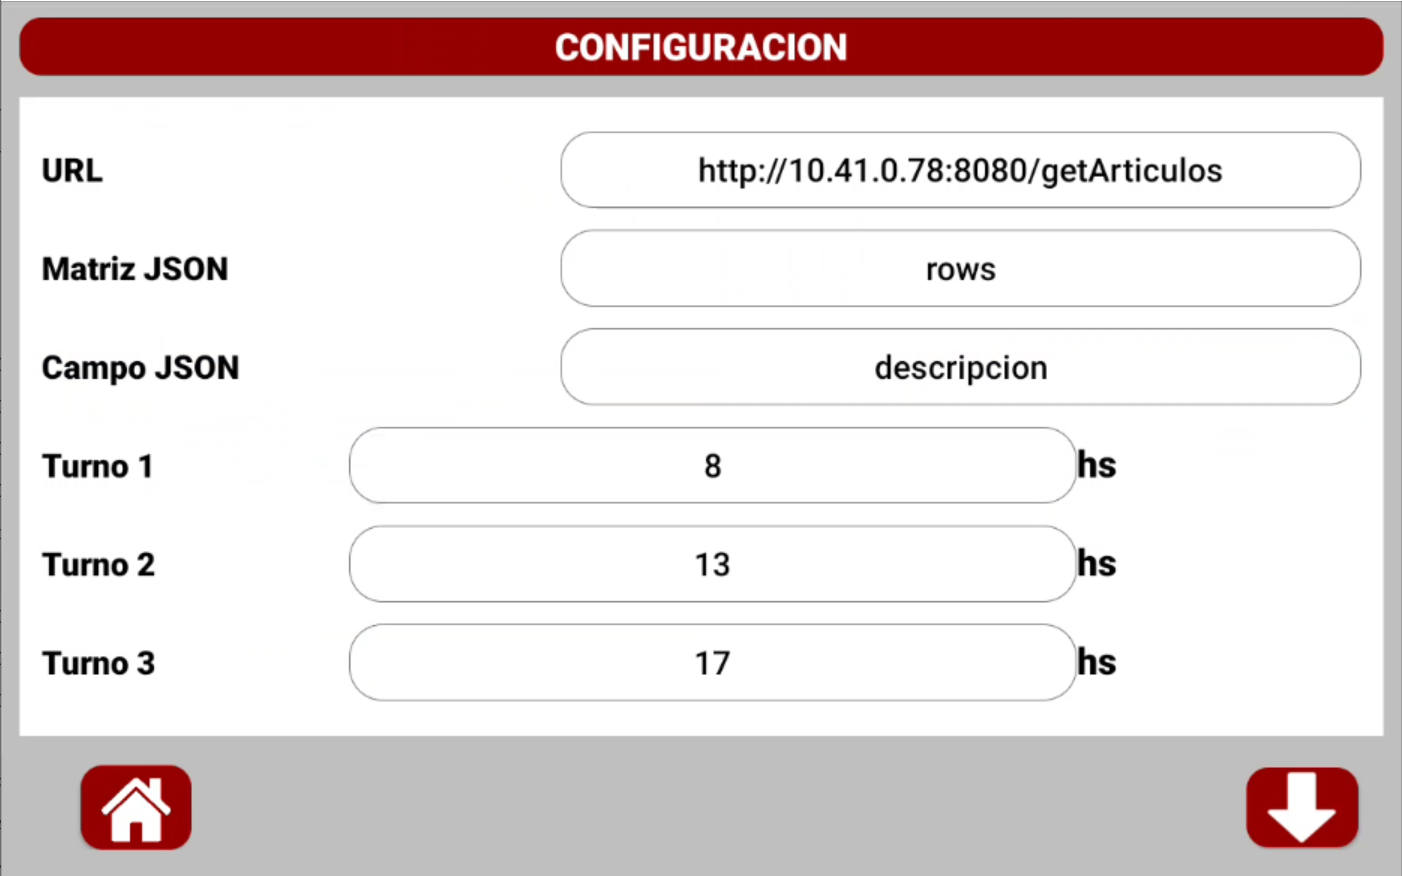 CONFIGURACION
URL http://10.41.0.78:8080/getArticulos
Matriz JSON rows
Campo JSON descripcion
Turno 1 8 hs
Turno 2 13 hs
Turno 3 17 hs